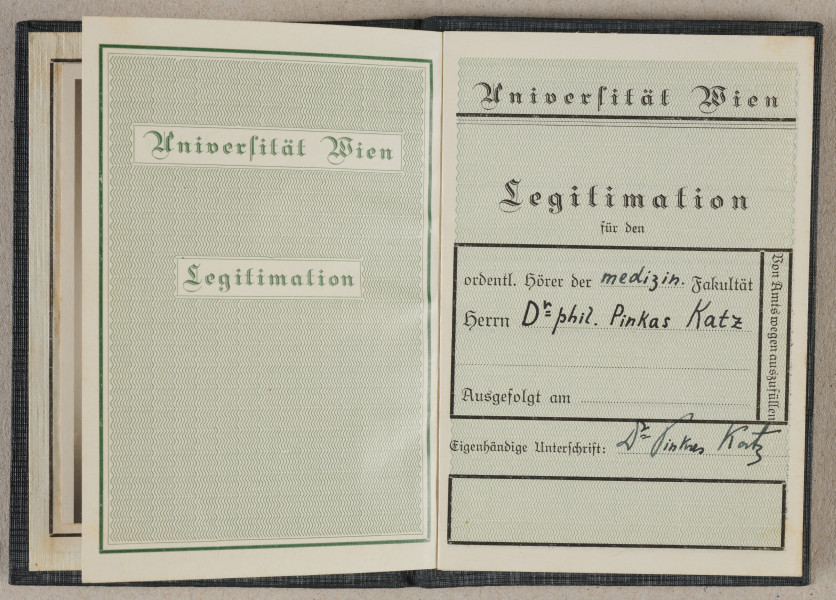 Universität Wien
Legitimation
Universität Wien
Legitimation
für den
ordentl. Hörer der medizin. Fakultät
Herrn Dr. phil. Pinkas Katz
Ausgefolgt am
Von Amts wegen auszufüllen
Eigenhändige Unterschrift: Dr. Pinkas Katz